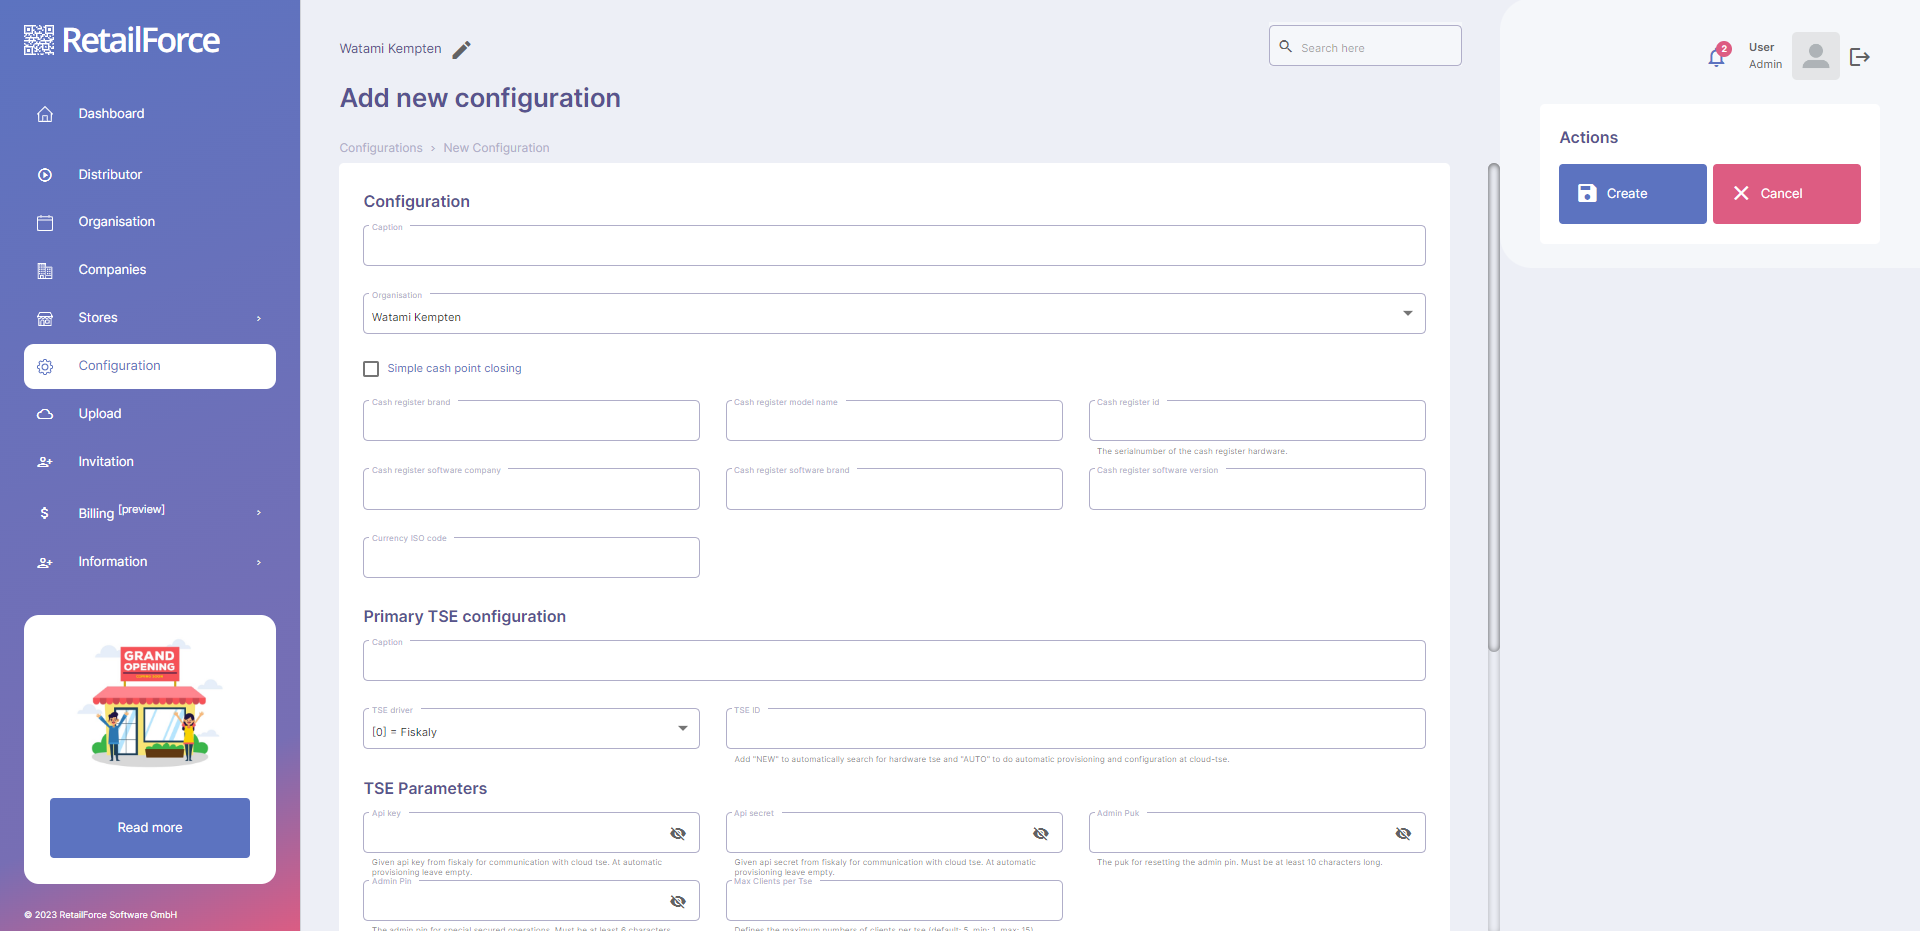 RetailForce
Dashboard
Distributor
Organisation
Companies
Stores
Configuration
Upload
Invitation
Billing [preview]
Information
GRAND
OPENING
Read more
© 2023 RetailForce Software GmbH
Watami Kempten
Search here
Add new configuration
Configurations › New Configuration
Configuration
Caption
Organisation
Watami Kempten
Simple cash point closing
Cash register brand
Cash register model name
Cash register id
The serialnumber of the cash register hardware.
Cash register software company
Cash register software brand
Cash register software version
Currency ISO code
Primary TSE configuration
Caption
TSE driver
[0] = Fiskaly
TSE ID
Add "NEW" to automatically search for hardware tse and "AUTO" to do automatic provisioning and configuration at cloud-tse.
TSE Parameters
Api key
Given api key from fiskaly for communication with cloud tse. At automatic
provisioning leave empty.
Api secret
Given api secret from fiskaly for communication with cloud tse. At automatic
provisioning leave empty.
Admin Puk
The puk for resetting the admin pin. Must be at least 10 characters long.
Admin Pin
The admin pin for special secured operations. Must be at least 6 characters
Max Clients per Tse
Defines the maximum numbers of clients per tse (default: 5, min: 1, max: 15)
2
User
Admin
Actions
Create
Cancel